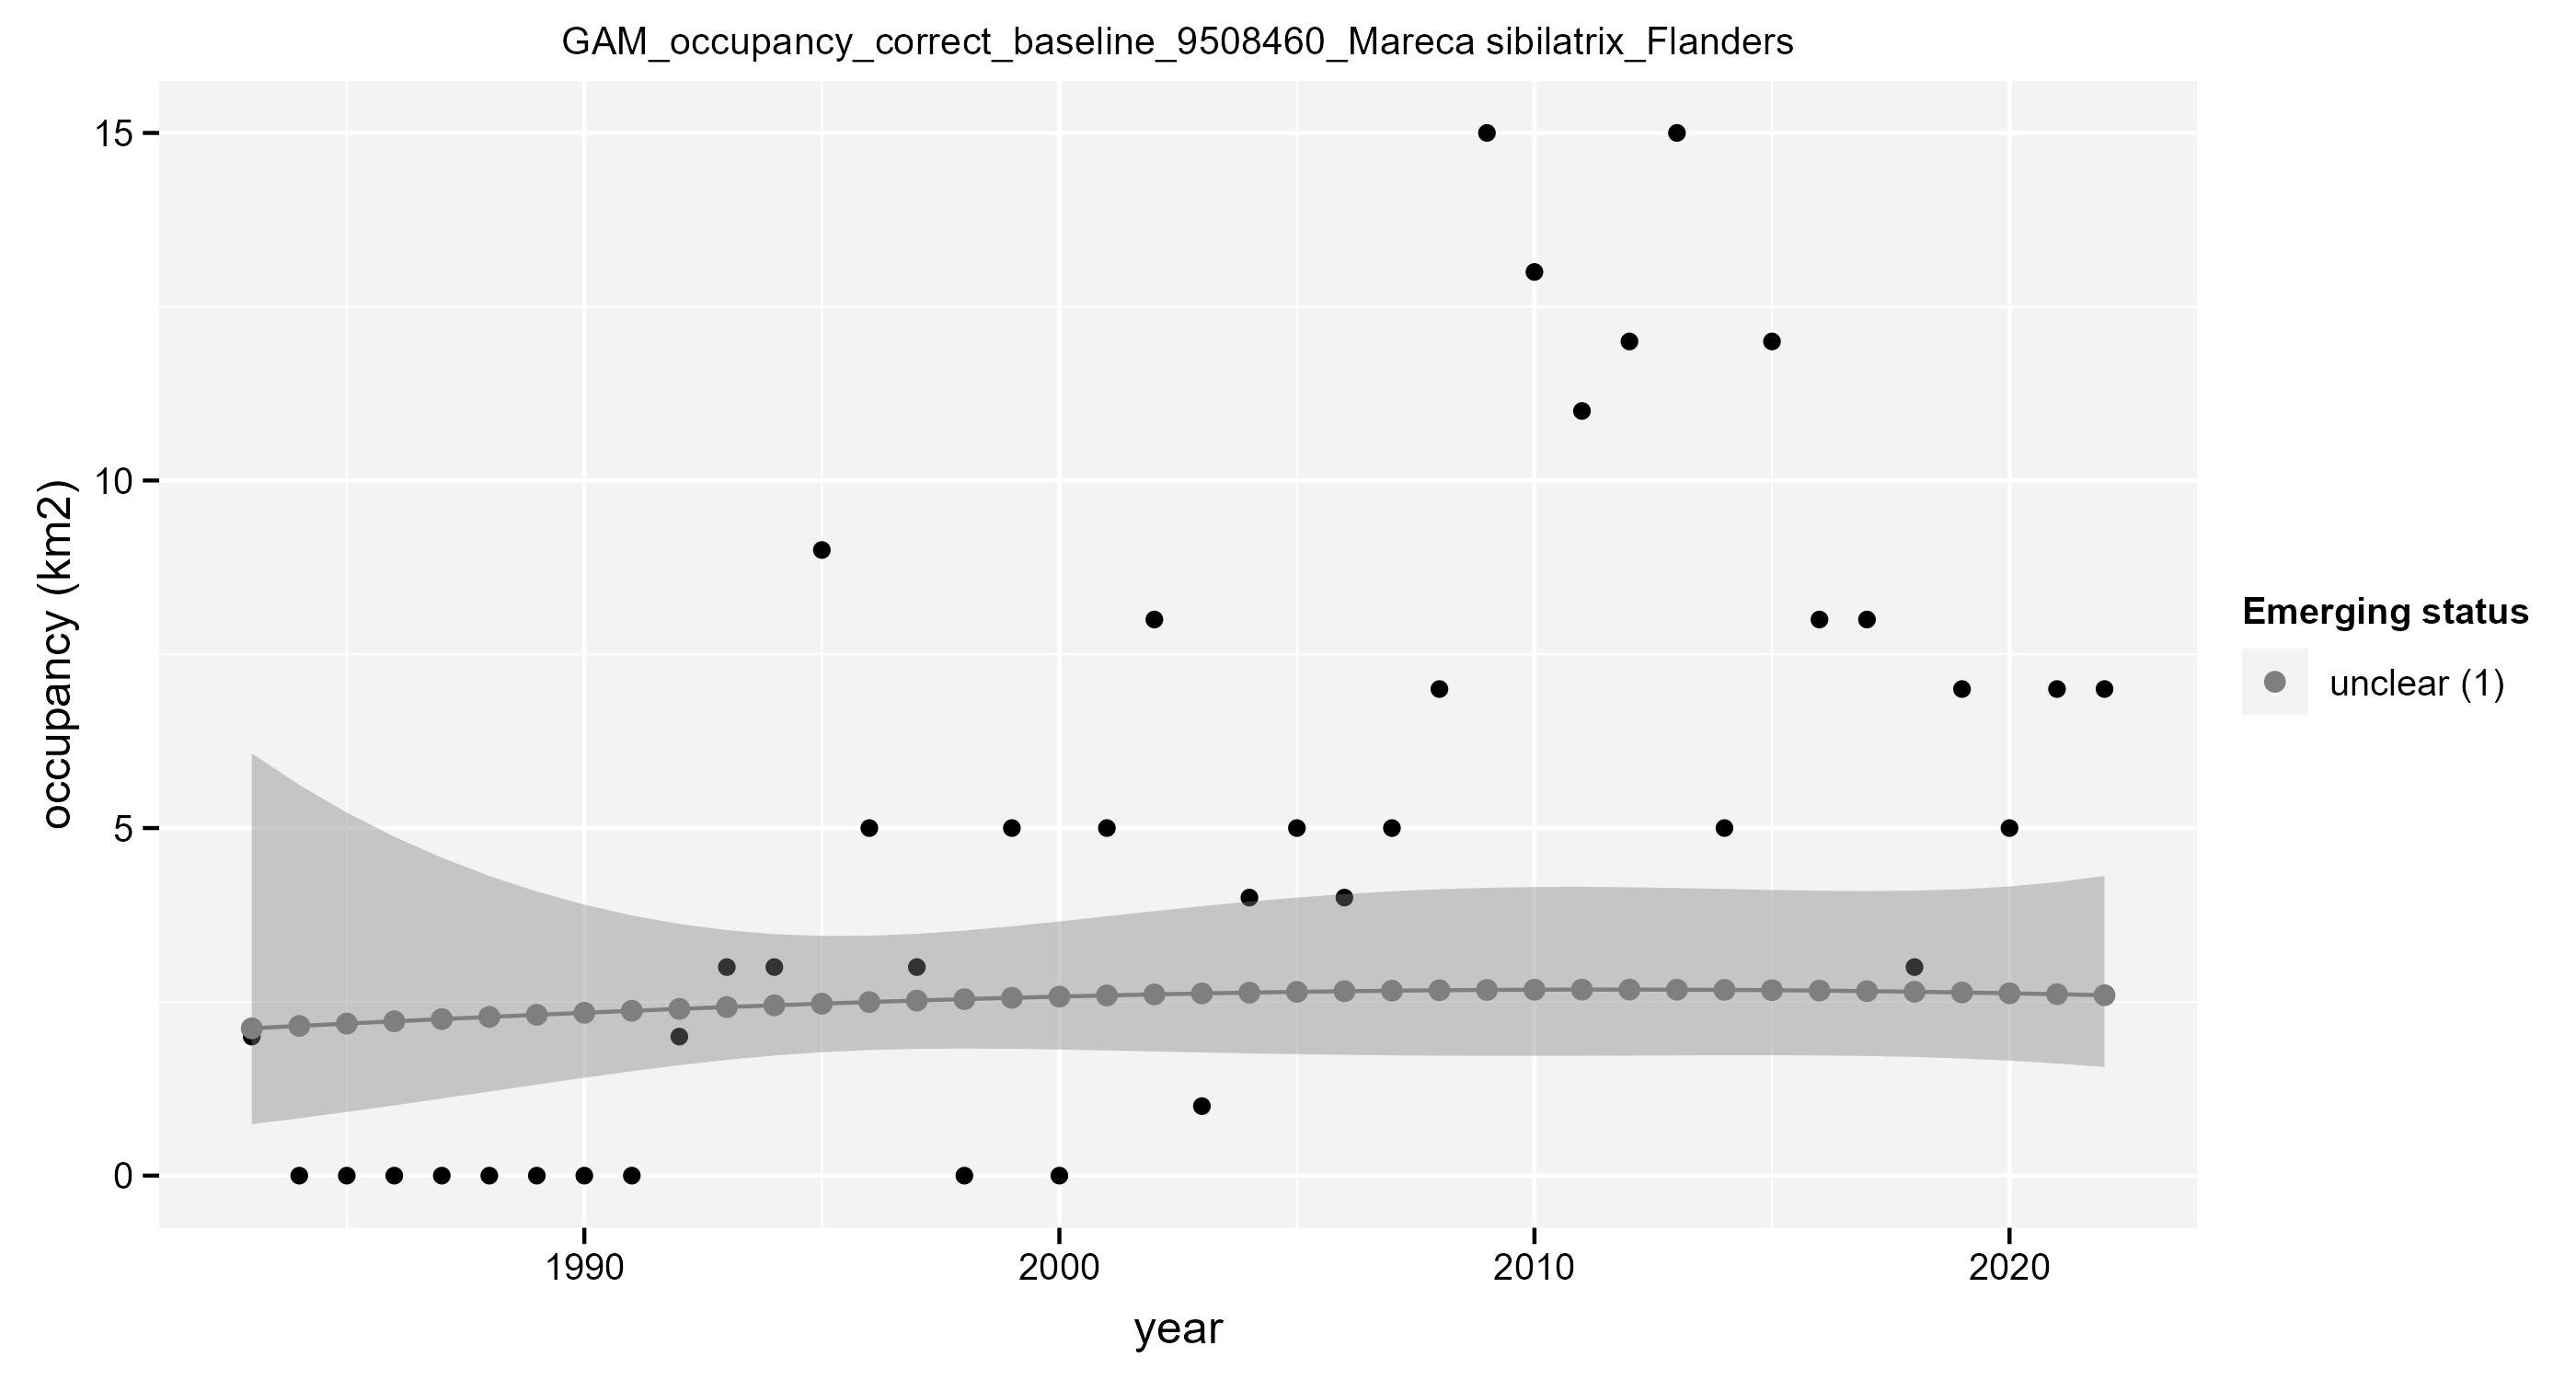 GAM_occupancy_correct_baseline_9508460_Mareca sibilatrix_Flanders
15
10
5
0
occupancy (km2)
1990
2000
2010
2020
year
Emerging status
unclear (1)